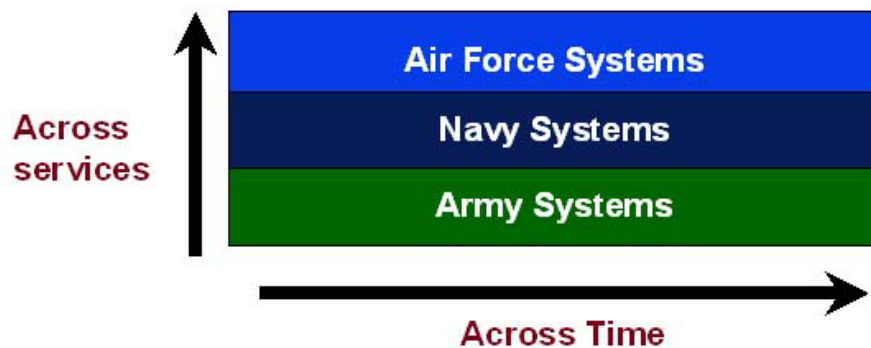 Air Force Systems
Navy Systems
Army Systems
Across
services
Across Time